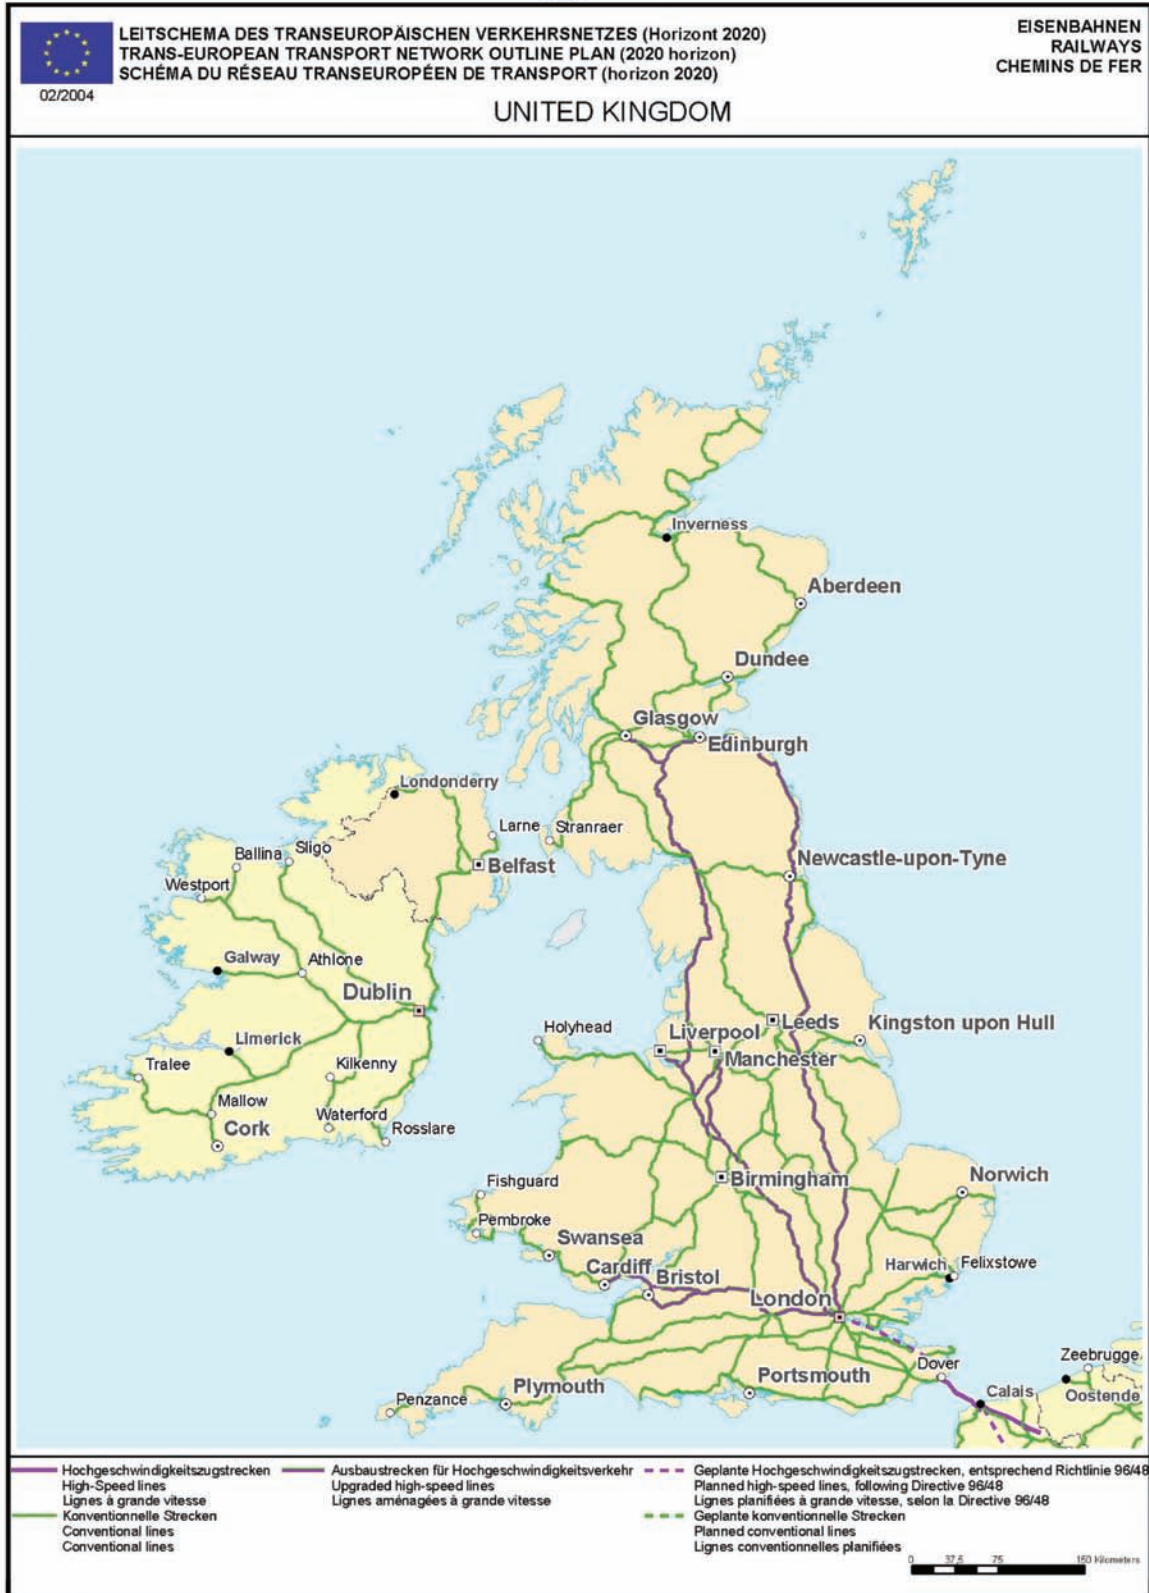 LEITSCHEMA DES TRANSEUROPÄISCHEN VERKEHRSNETZES (Horizont 2020)
TRANS-EUROPEAN TRANSPORT NETWORK OUTLINE PLAN (2020 horizon)
SCHÉMA DU RÉSEAU TRANSEUROPÉEN DE TRANSPORT (horizon 2020)
02/2004
EISENBAHNEN
RAILWAYS
CHEMINS DE FER
UNITED KINGDOM
Inverness
Aberdeen
Dundee
Glasgow
Edinburgh
Londonderry
Larne
Stranraer
Ballina
Sligo
Belfast
Newcastle-upon-Tyne
Westport
Galway
Athlone
Dublin
Leeds
Kingston upon Hull
Holyhead
Liverpool
Manchester
Limerick
Tralee
Kilkenny
Mallow
Waterford
Cork
Rosslare
Birmingham
Norwich
Fishguard
Pembroke
Swansea
Cardiff
Bristol
Harwich
Felixstowe
London
Dover
Zeebrugge
Portsmouth
Plymouth
Penzance
Calais
Oostende
Hochgeschwindigkeitszugstrecken
High-Speed lines
Lignes à grande vitesse
Konventionelle Strecken
Conventional lines
Conventional lines
Ausbaustrecken für Hochgeschwindigkeitsverkehr
Upgraded high-speed lines
Lignes aménagées à grande vitesse
Geplante Hochgeschwindigkeitszugstrecken, entsprechend Richtlinie 96/48
Planned high-speed lines, following Directive 96/48
Lignes planifiées à grande vitesse, selon la Directive 96/48
Geplante konventionelle Strecken
Planned conventional lines
Lignes conventionnelles planifiées
0 37,5 75 150 Kilometers